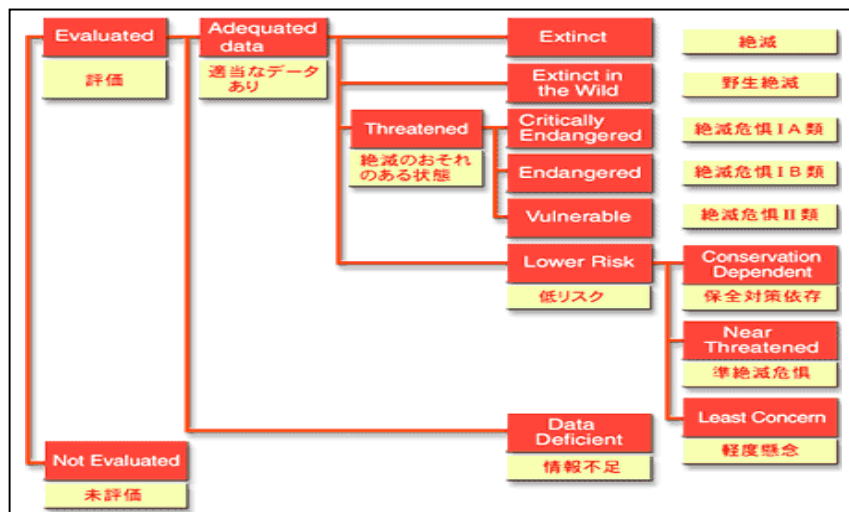 Evaluated
評価
Adequated
data
適当なデータ
あり
Extinct
絶滅
Extinct in
the Wild
野生絶滅
Threatened
絶滅のおそれ
のある状態
Critically
Endangered
絶滅危惧ⅠA類
Endangered
絶滅危惧ⅠB類
Vulnerable
絶滅危惧Ⅱ類
Lower Risk
低リスク
Conservation
Dependent
保全対策依存
Near
Threatened
準絶滅危惧
Least Concern
軽度懸念
Data
Deficient
情報不足
Not Evaluated
未評価